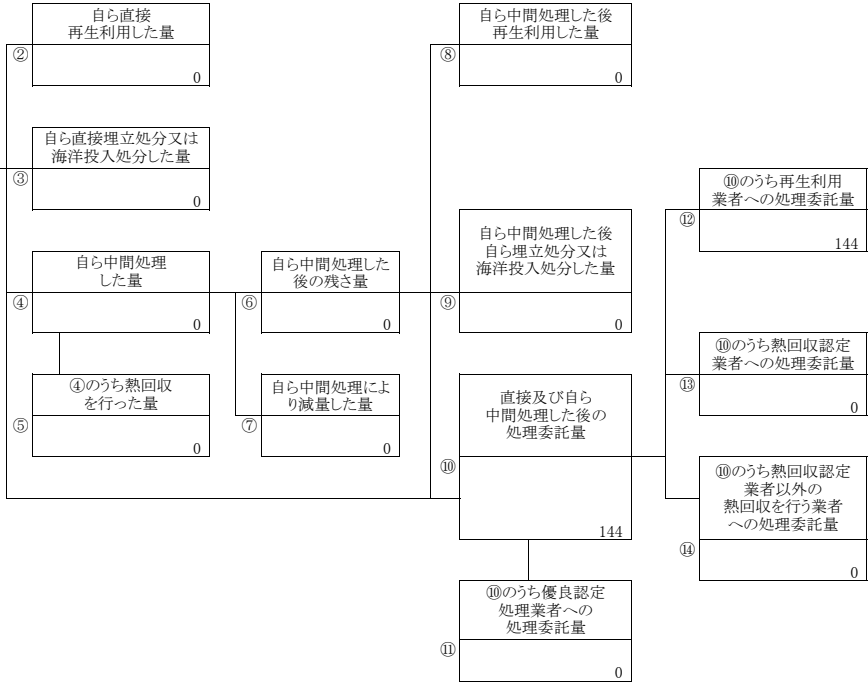 自ら直接
再生利用した量
②
0
自ら直接埋立処分又は
海洋投入処分した量
③
0
自ら中間処理
した量
④
0
④のうち熱回収
を行った量
⑤
0
自ら中間処理した
後の残さ量
⑥
0
自ら中間処理によ
り減量した量
⑦
0
自ら中間処理した後
再生利用した量
⑧
0
自ら中間処理した後
自ら埋立処分又は
海洋投入処分した量
⑨
0
直接及び自ら
中間処理した後の
処理委託量
⑩
144
⑩のうち優良認定
処理業者への
処理委託量
⑪
0
⑩のうち再生利用
業者への処理委託量
⑫
144
⑩のうち熱回収認定
業者への処理委託量
⑬
0
⑩のうち熱回収認定
業者以外の
熱回収を行う業者
への処理委託量
⑭
0